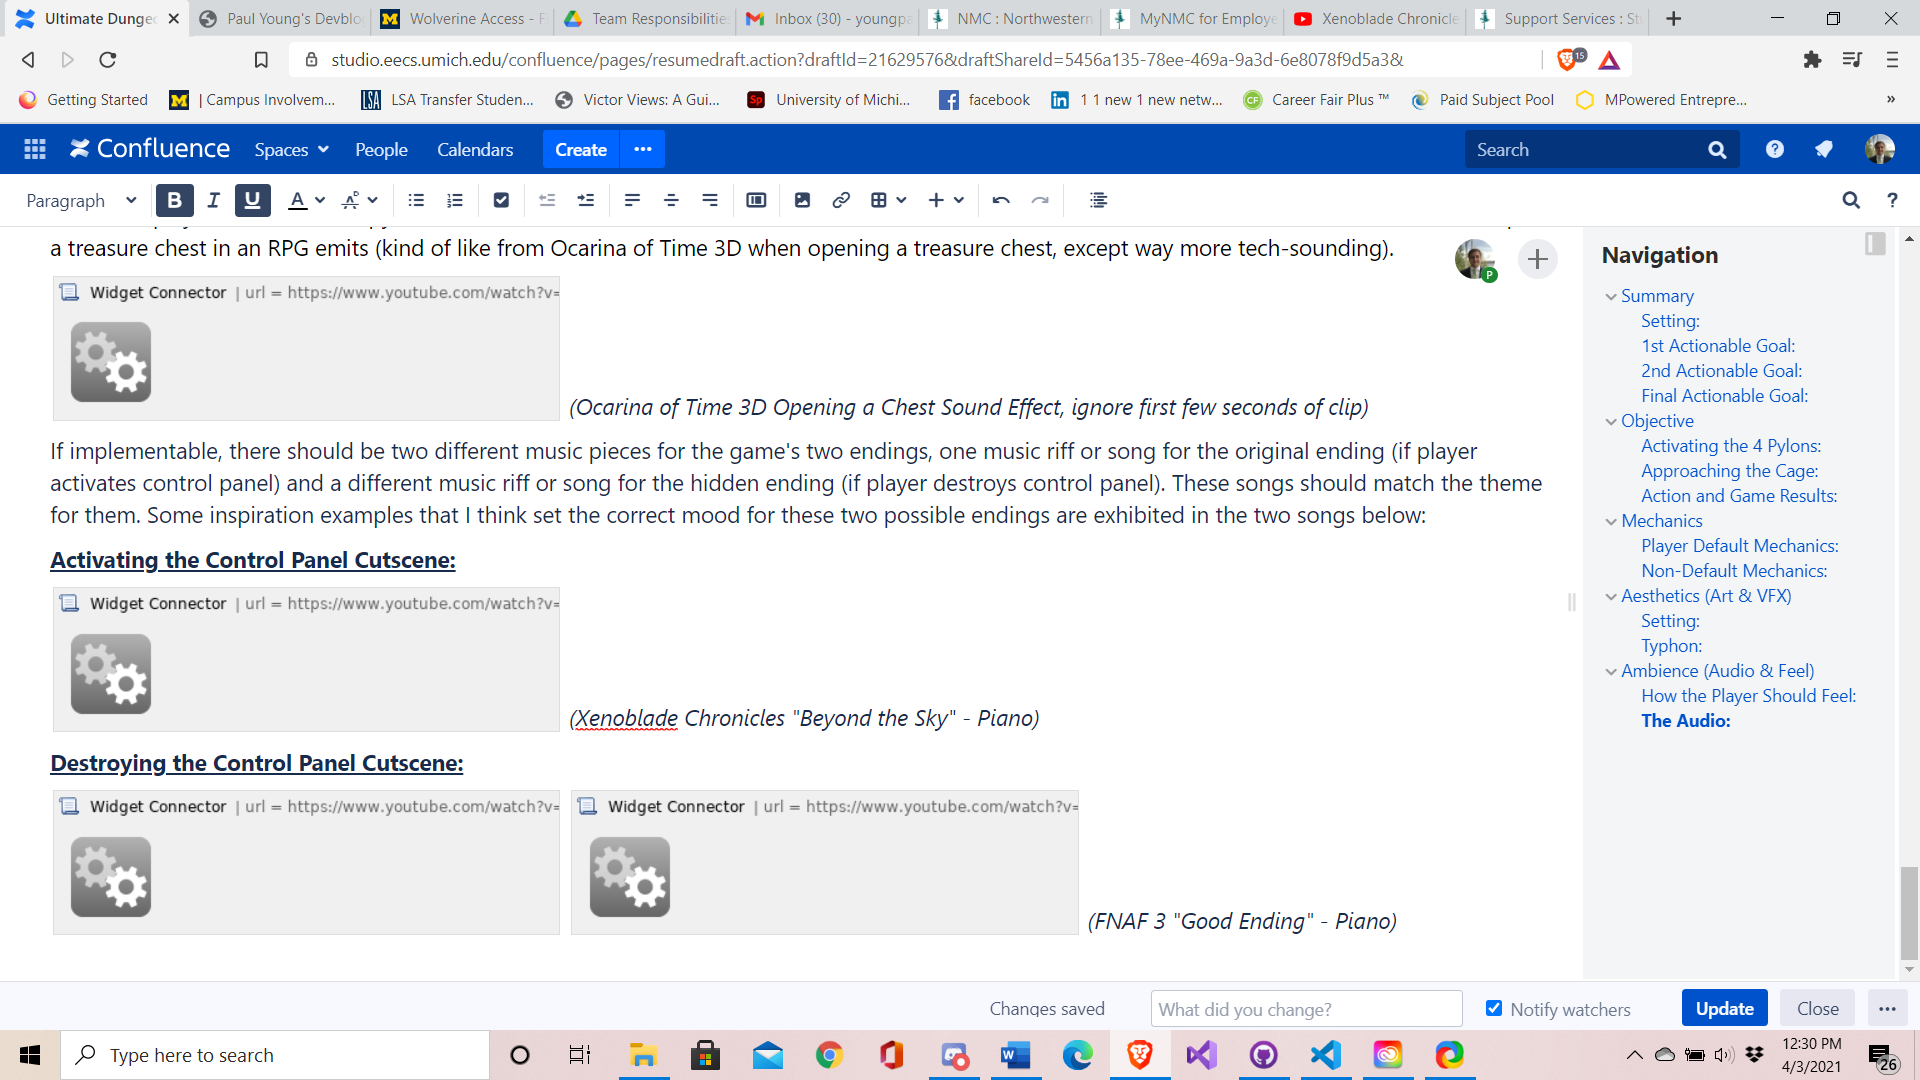 Ultimate Dunge
Paul Young's Devblo
Wolverine Access - F
Team Responsibilitie
Inbox (30) - youngpa
NMC : Northwestern
MyNMC for Employe
Xenoblade Chronicle
Support Services : St
studio.eecs.umich.edu/confluence/pages/resumedraft.action?draftId=21629576&draftShareId=5456a135-78ee-469a-9a3d-6e8078f9d5a3&
15
Getting Started
| Campus Involvem...
LSA Transfer Studen...
Victor Views: A Gui...
University of Michi...
facebook
1 1 new 1 new netw...
Career Fair Plus ™
Paid Subject Pool
MPowered Entrepre...
»
Confluence
Spaces
People
Calendars
Create
Search
Paragraph
B I U A
a treasure chest in an RPG emits (kind of like from Ocarina of Time 3D when opening a treasure chest, except way more tech-sounding).
Widget Connector | url = https://www.youtube.com/watch?v=
(Ocarina of Time 3D Opening a Chest Sound Effect, ignore first few seconds of clip)
If implementable, there should be two different music pieces for the game's two endings, one music riff or song for the original ending (if player
activates control panel) and a different music riff or song for the hidden ending (if player destroys control panel). These songs should match the theme
for them. Some inspiration examples that I think set the correct mood for these two possible endings are exhibited in the two songs below:
Activating the Control Panel Cutscene:
Widget Connector | url = https://www.youtube.com/watch?v=
(Xenoblade Chronicles "Beyond the Sky" - Piano)
Destroying the Control Panel Cutscene:
Widget Connector | url = https://www.youtube.com/watch?v=
Widget Connector | url = https://www.youtube.com/watch?v=
(FNAF 3 "Good Ending" - Piano)
P
Navigation
Summary
Setting:
1st Actionable Goal:
2nd Actionable Goal:
Final Actionable Goal:
Objective
Activating the 4 Pylons:
Approaching the Cage:
Action and Game Results:
Mechanics
Player Default Mechanics:
Non-Default Mechanics:
Aesthetics (Art & VFX)
Setting:
Typhon:
Ambience (Audio & Feel)
How the Player Should Feel:
The Audio:
Changes saved
What did you change?
Notify watchers
Update
Close
Type here to search
12:30 PM
4/3/2021
26